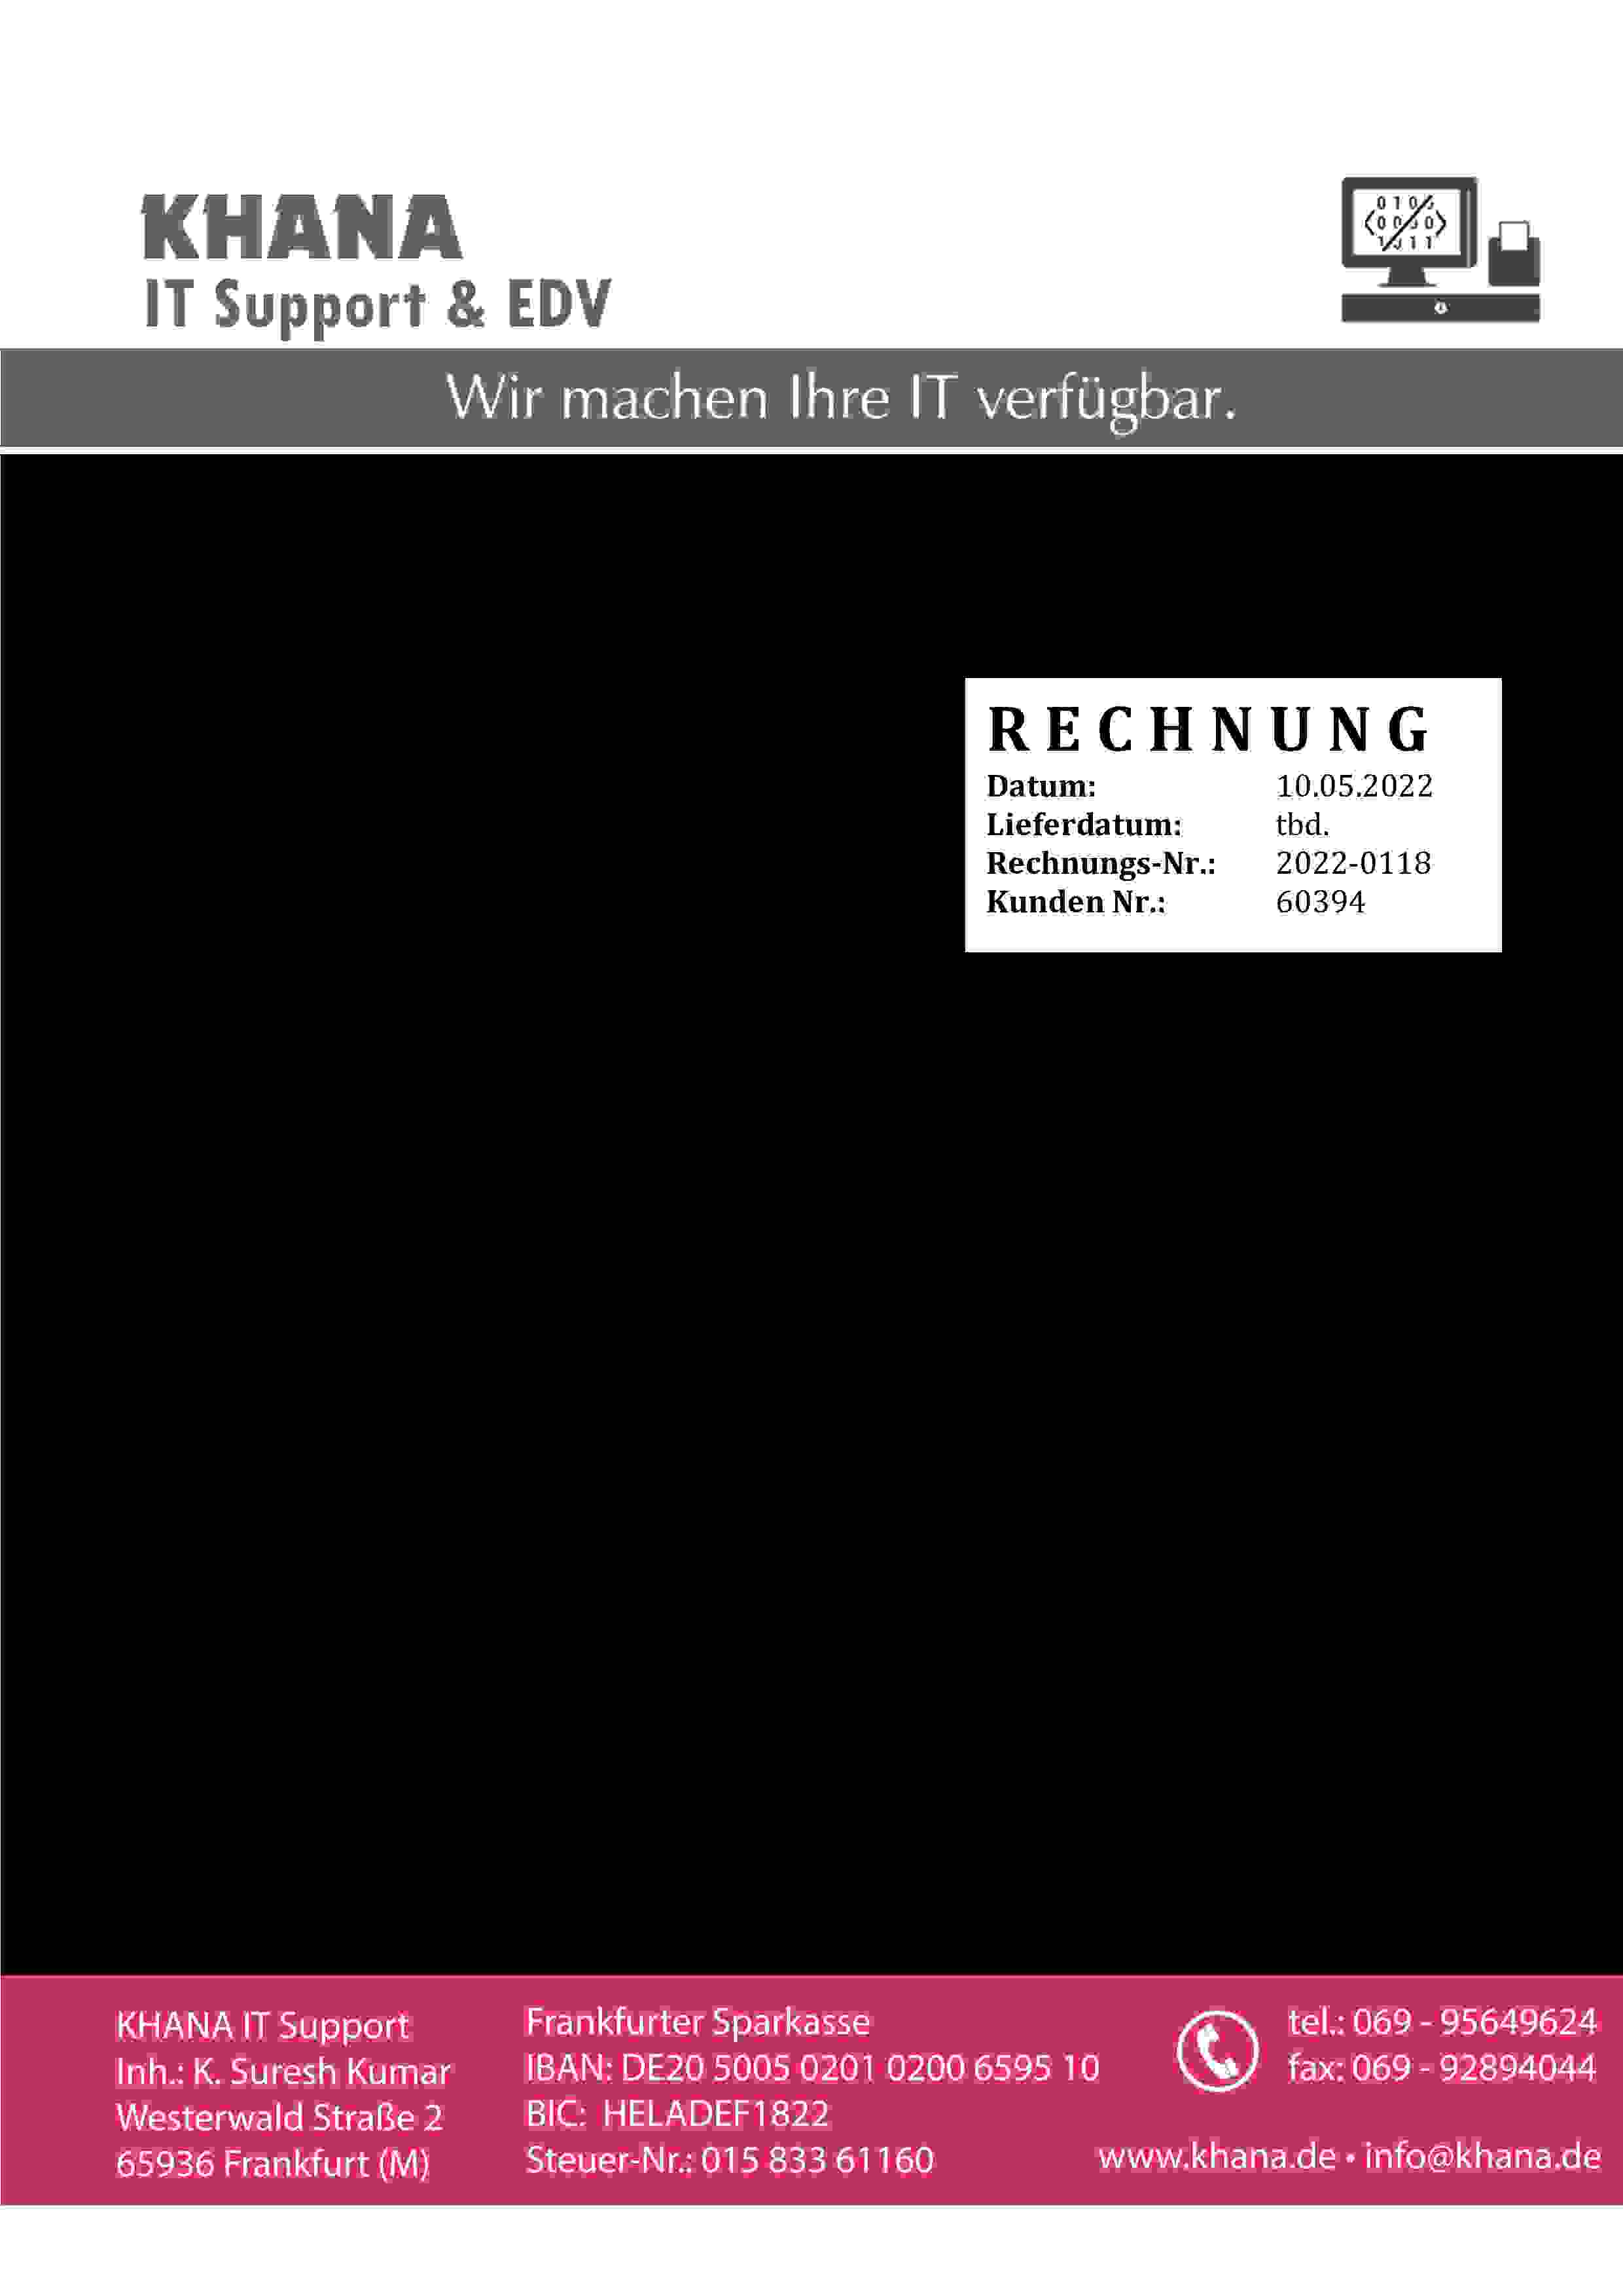 KHANA
IT Support & EDV
Wir machen Ihre IT verfügbar.
RECHNUNG
Datum: 10.05.2022
Lieferdatum: tbd.
Rechnungs-Nr.: 2022-0118
Kunden Nr.: 60394
KHANA IT Support
Inh.: K. Suresh Kumar
Westerwald Straße 2
65936 Frankfurt (M)
Frankfurter Sparkasse
IBAN: DE20 5005 0201 0200 6595 10
BIC: HELADEF1822
Steuer-Nr.: 015 833 61160
tel.: 069 - 95649624
fax: 069 - 92894044
www.khana.de • info@khana.de